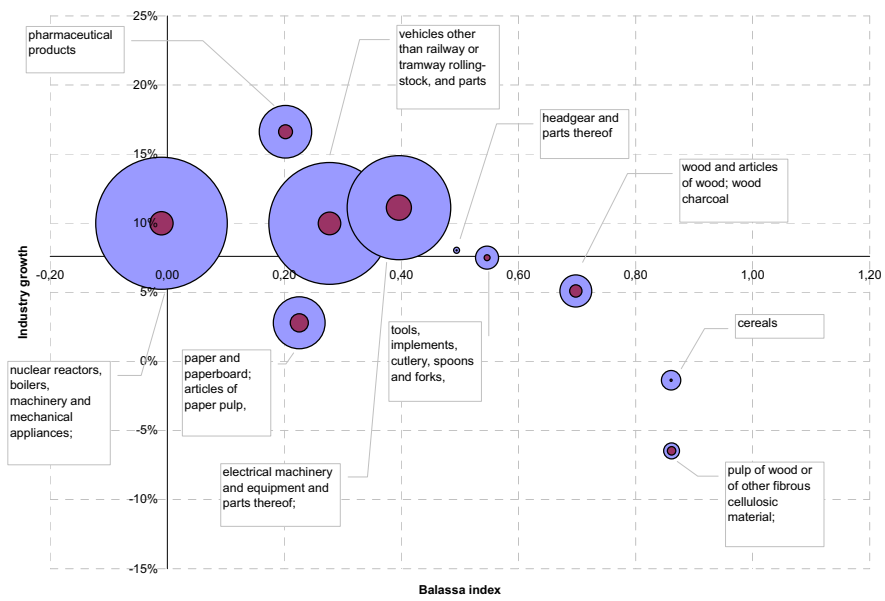 25%
pharmaceutical
products
vehicles other
than railway or
tramway rolling-
stock, and parts
20%
headgear and
parts thereof
15%
wood and articles
of wood; wood
charcoal
10%
Industry growth
-0,20
0,00
0,20
0,40
0,60
0,80
1,00
1,20
5%
cereals
tools,
implements,
cutlery, spoons
and forks,
paper and
paperboard;
articles of
paper pulp,
0%
nuclear reactors,
boilers,
machinery and
mechanical
appliances;
-5%
electrical machinery
and equipment and
parts thereof;
pulp of wood or
of other fibrous
cellulosic
material;
-10%
-15%
Balassa index